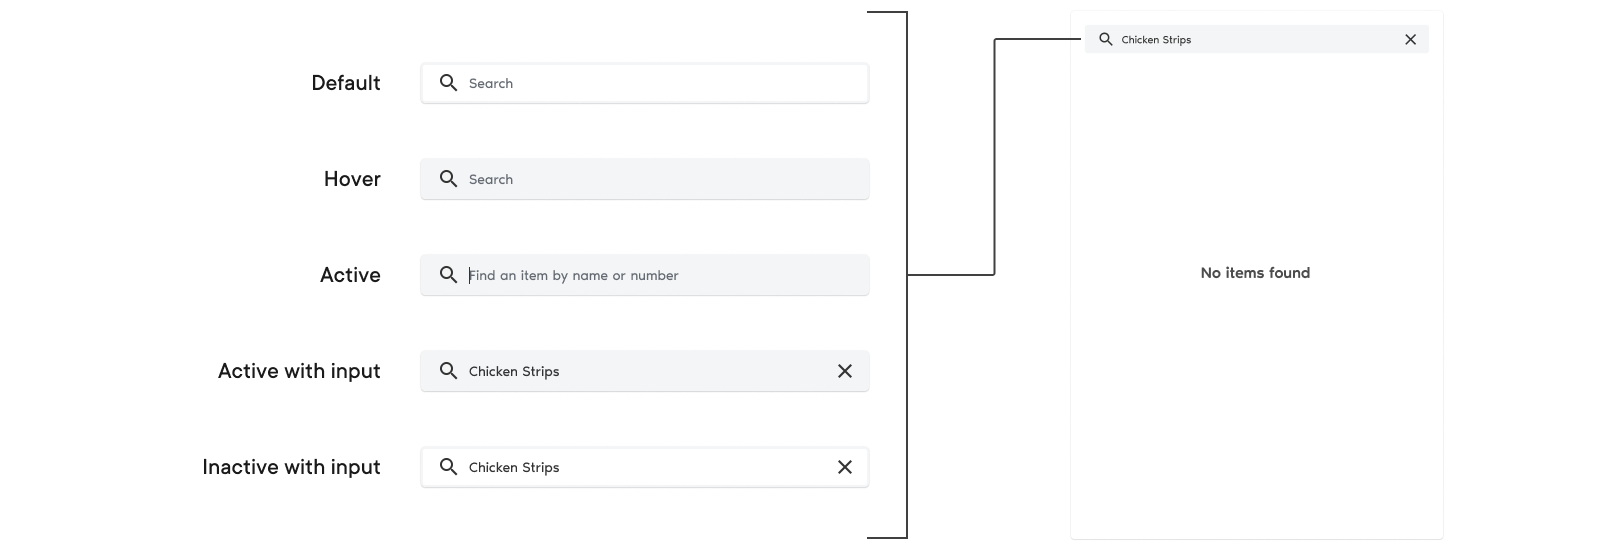 Default
Search
Hover
Search
Active
Find an item by name or number
Active with input
Chicken Strips
Inactive with input
Chicken Strips
Chicken Strips
No items found